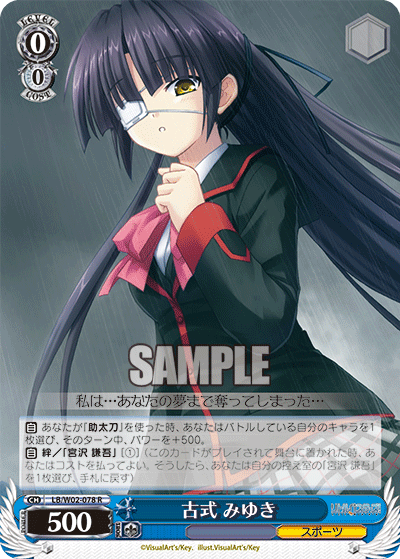 LEVEL
0
0
COST
SAMPLE
私は…あなたの夢まで奪ってしまった…
あなたが「助太刀」を使った時、あなたはバトルしている自分のキャラを1枚選び、そのターン中、パワーを+500。
絆/「宮沢 謙吾」 [①] (このカードがプレイされて舞台に置かれた時、あなたはコストを払ってよい。そうしたら、あなたは自分の控え室の「宮沢 謙吾」を1枚選び、手札に戻す)
CH LB/W02-078 R
500
古式 みゆき
スポーツ
©VisualArt's/Key. illust.VisualArt's/Key